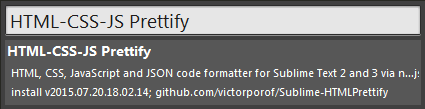 HTML-CSS-JS Prettify
HTML-CSS-JS Prettify
HTML, CSS, JavaScript and JSON code formatter for Sublime Text 2 and 3 via n...js
install v2015.07.20.18.02.14; github.com/victorporof/Sublime-HTMLPrettify